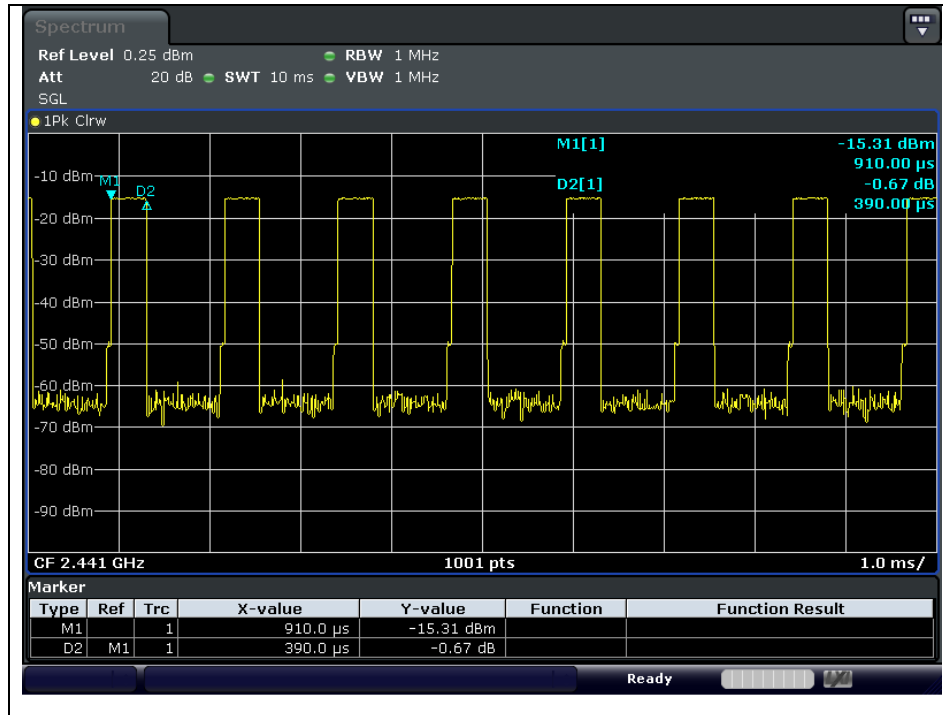 Spectrum
Ref Level 0.25 dBm RBW 1 MHz
Att 20 dB SWT 10 ms VBW 1 MHz
SGL
1Pk Clrw
M1[1] -15.31 dBm
910.00 µs
D2[1] -0.67 dB
390.00 µs
M1
D2
-10 dBm
-20 dBm
-30 dBm
-40 dBm
-50 dBm
-60 dBm
-70 dBm
-80 dBm
-90 dBm
CF 2.441 GHz 1001 pts 1.0 ms/
Marker
Type Ref Trc X-value Y-value Function Function Result
M1 1 910.0 µs -15.31 dBm
D2 M1 1 390.0 µs -0.67 dB
Ready